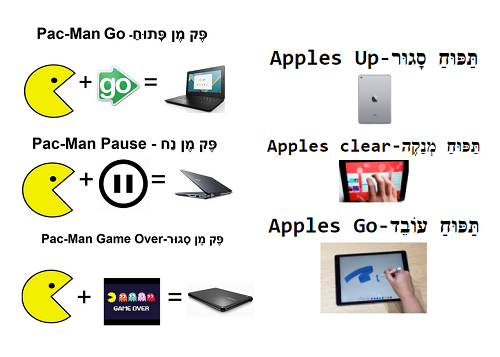 Pac-Man Go -פֶּק מֶן פָּתוּחַ
go
Pac-Man Pause - פֶּק מֶן נַח
Pac-Man Game Over-פֶּק מֶן סָגוּר
GAME OVER
Apples Up-תַּפּוּחַ סָגוּר
Apples clear-תַּפּוּחַ מְנַקֶה
Apples Go-תַּפּוּחַ עוֹבֵד